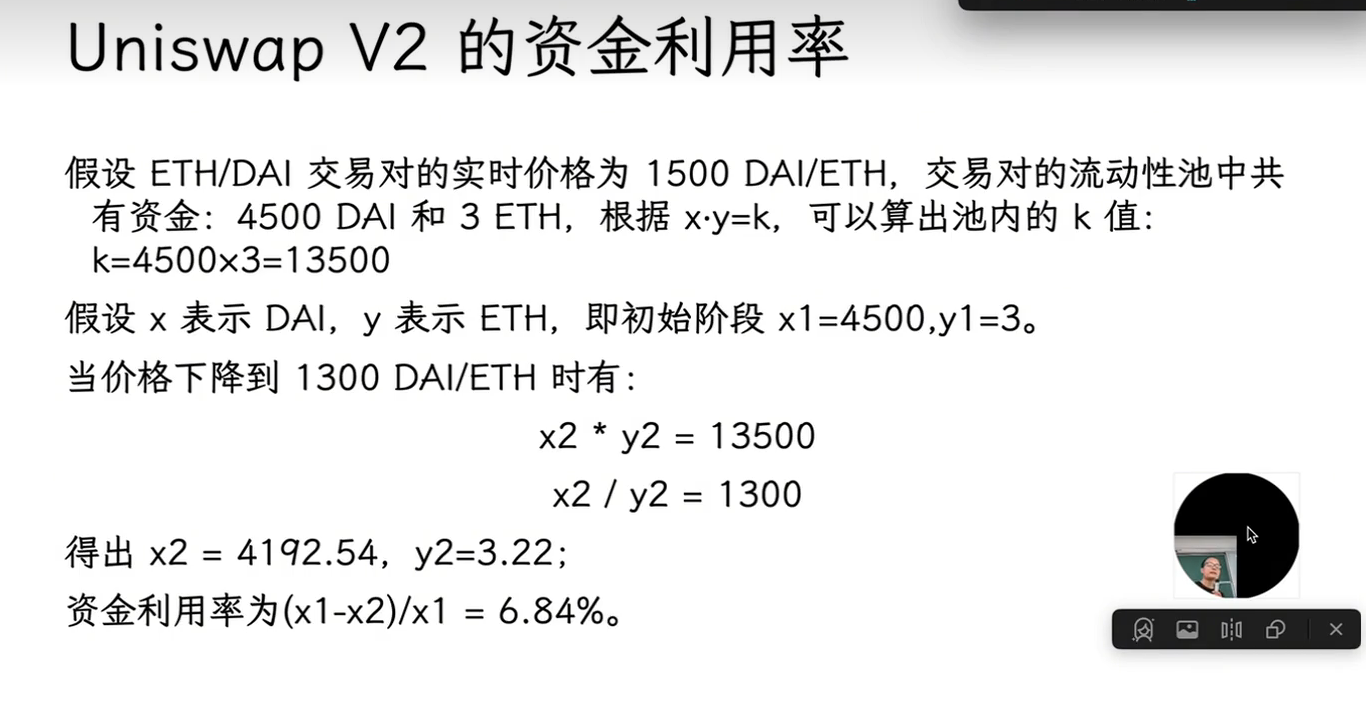 Uniswap V2 的资金利用率
假设 ETH/DAI 交易对的实时价格为 1500 DAI/ETH，交易对的流动性池中共
有资金：4500 DAI 和 3 ETH，根据 x·y=k，可以算出池内的 k 值：
k=4500×3=13500
假设 x 表示 DAI，y 表示 ETH，即初始阶段 x1=4500,y1=3。
当价格下降到 1300 DAI/ETH 时有：
x2 * y2 = 13500
x2 / y2 = 1300
得出 x2 = 4192.54，y2=3.22；
资金利用率为(x1-x2)/x1 = 6.84%。